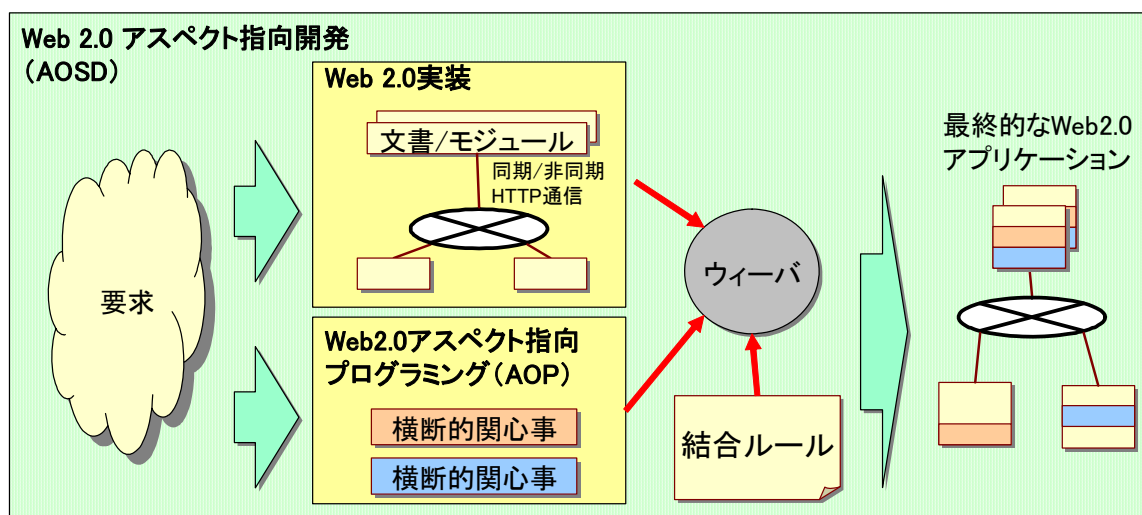 Web 2.0 アスペクト指向開発
（AOSD）
Web 2.0実装
文書/モジュール
同期/非同期
HTTP通信
要求
Web2.0アスペクト指向
プログラミング（AOP）
横断的関心事
横断的関心事
ウィーバ
結合ルール
最終的なWeb2.0
アプリケーション